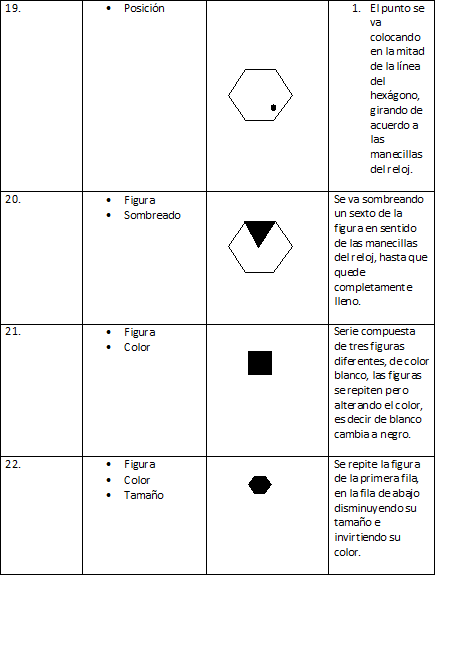 19.
• Posición
1. El punto se
va
colocando
en la mitad
de la línea
del
hexágono,
girando de
acuerdo a
las
manecillas
del reloj.
20.
• Figura
• Sombreado
Se va sombreando
un sexto de la
figura en sentido
de las manecillas
del reloj, hasta que
quede
completamente
lleno.
21.
• Figura
• Color
Serie compuesta
de tres figuras
diferentes, de color
blanco, las figuras
se repiten pero
alterando el color,
es decir de blanco
cambia a negro.
22.
• Figura
• Color
• Tamaño
Se repite la figura
de la primera fila,
en la fila de abajo
disminuyendo su
tamaño e
invirtiendo su
color.